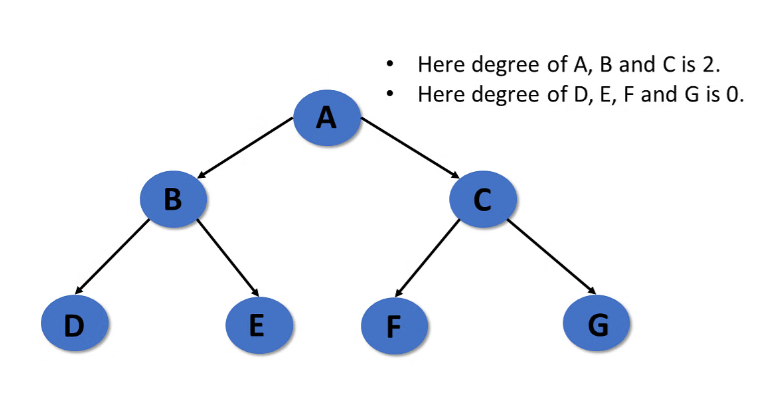 • Here degree of A, B and C is 2.
• Here degree of D, E, F and G is 0.
A
B
C
D
E
F
G